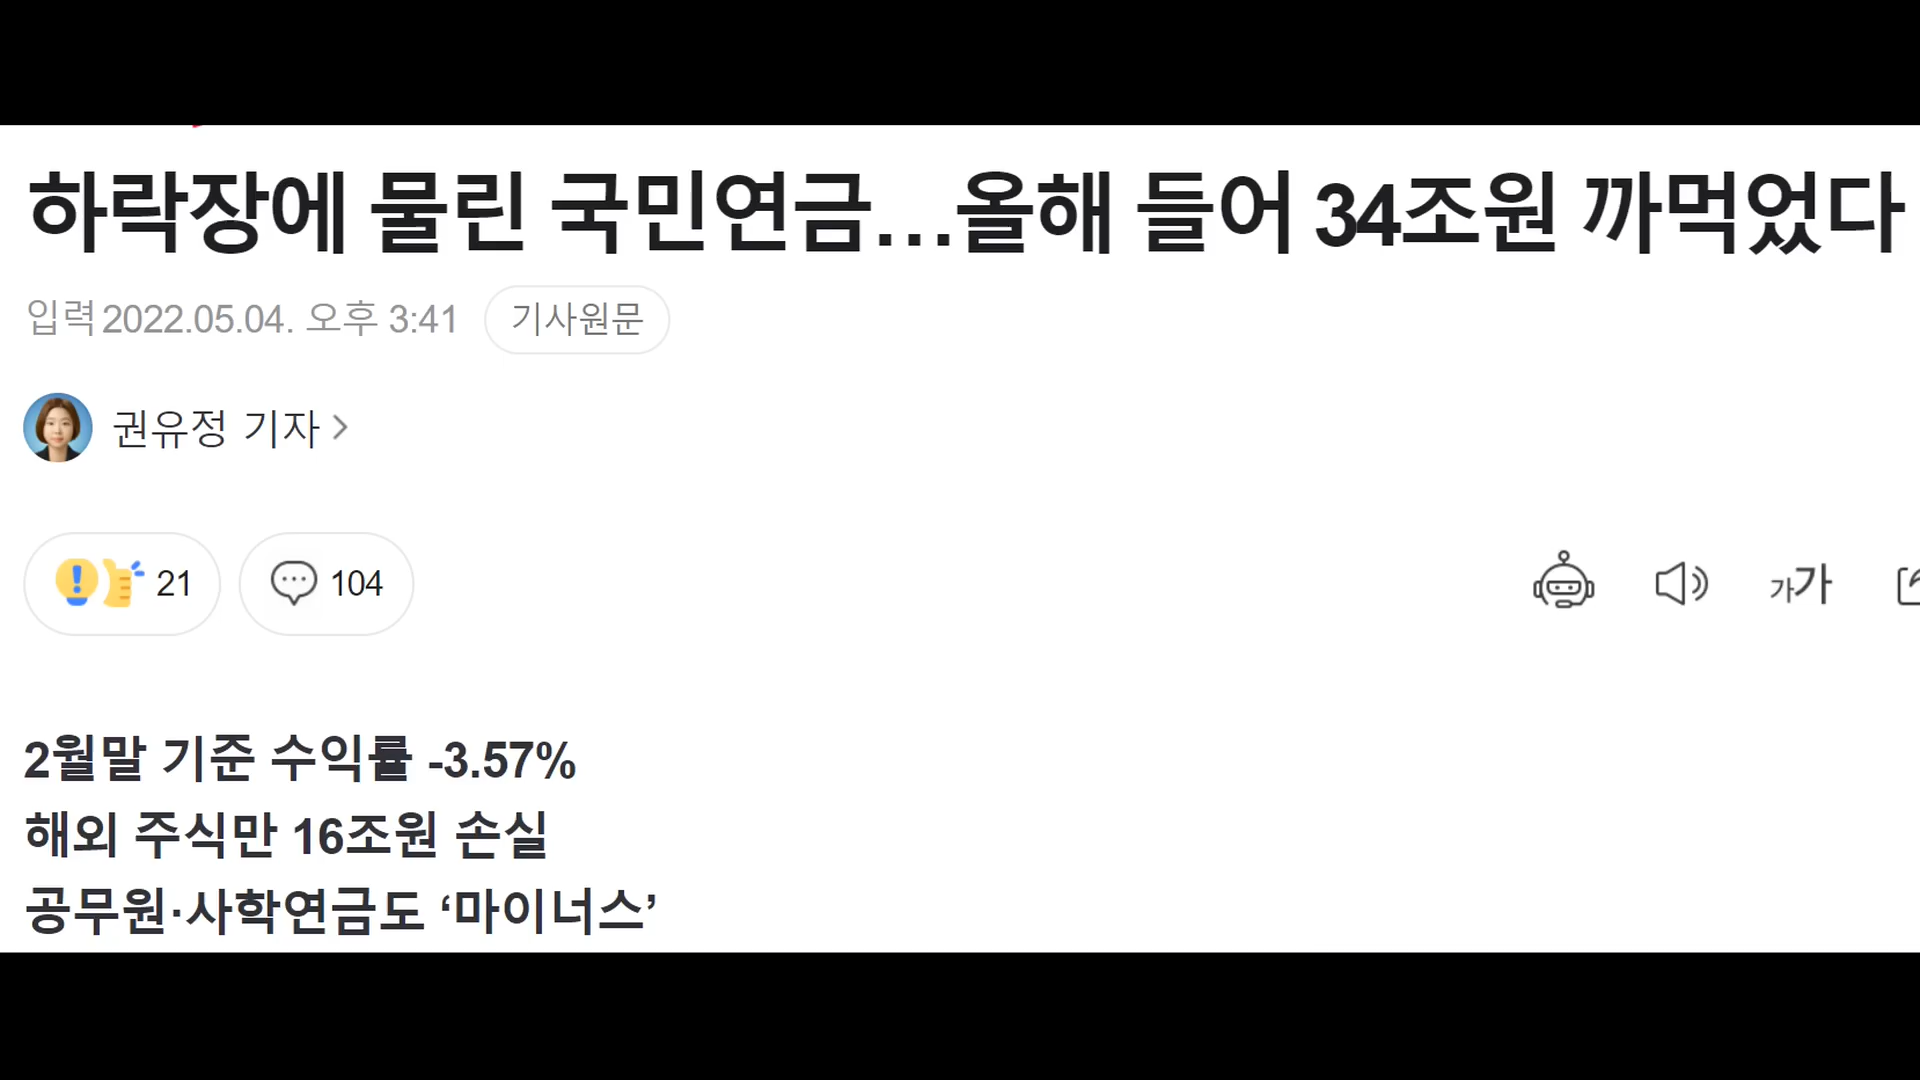 하락장에 물린 국민연금...올해 들어 34조원 까먹었다
입력 2022.05.04. 오후 3:41 기사원문
권유정 기자
21 104 가가
2월말 기준 수익률 -3.57%
해외 주식만 16조원 손실
공무원·사학연금도 ‘마이너스’